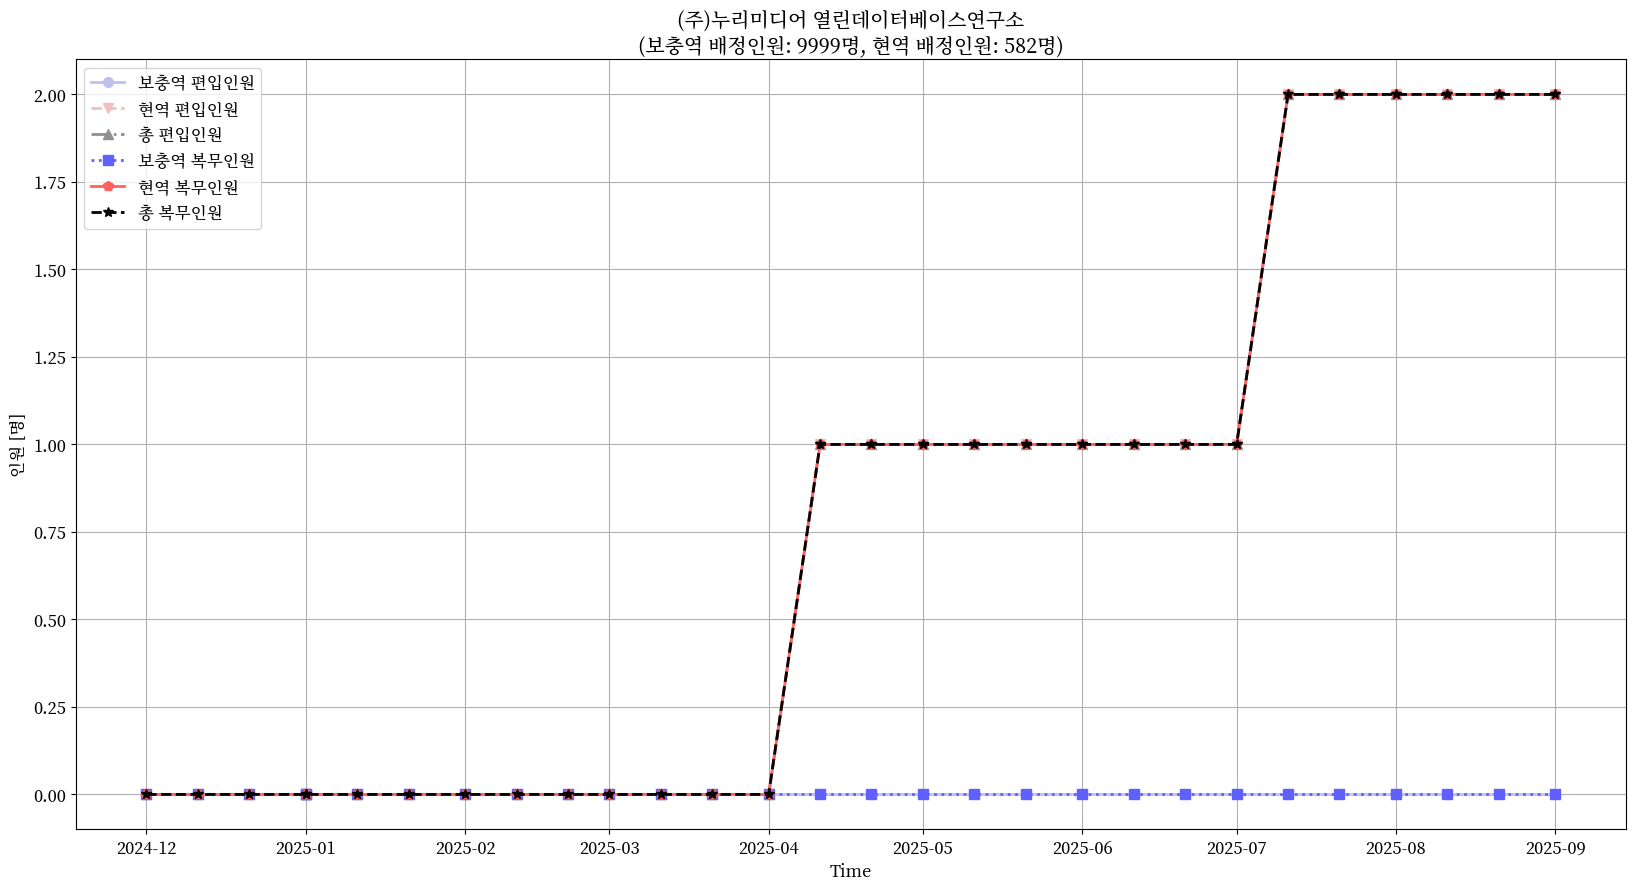 (주)누리미디어 열린데이터베이스연구소
(보충역 배정인원: 9999명, 현역 배정인원: 582명)
보충역 편입인원
현역 편입인원
총 편입인원
보충역 복무인원
현역 복무인원
총 복무인원
2.00
1.75
1.50
1.25
1.00
0.75
0.50
0.25
0.00
인원 [명]
2024-12
2025-01
2025-02
2025-03
2025-04
2025-05
2025-06
2025-07
2025-08
2025-09
Time